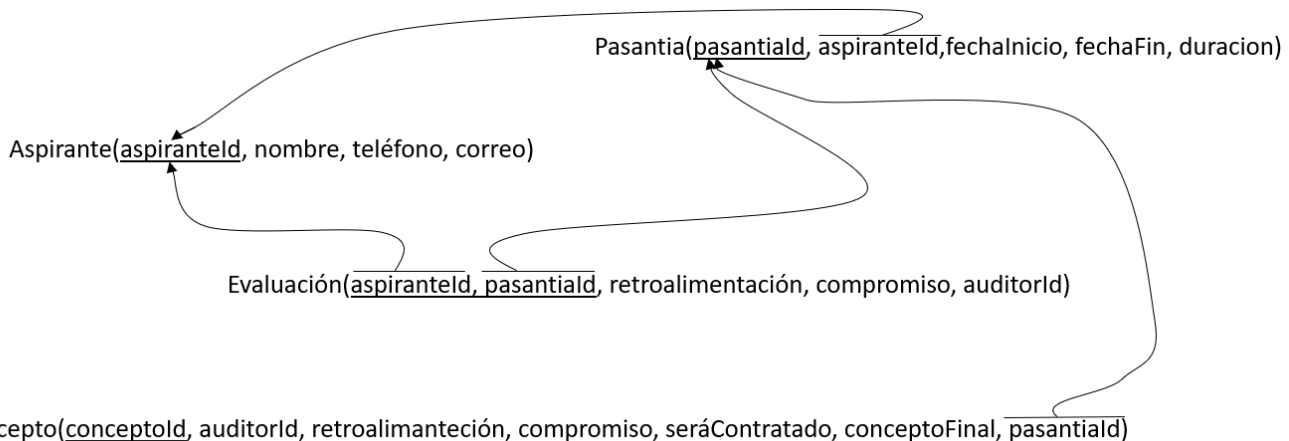 Pasantia(pasantiaId, aspiranteId,fechaInicio, fechaFin, duracion)
Aspirante(aspiranteId, nombre, teléfono, correo)
Evaluación(aspiranteId, pasantiaId, retroalimentación, compromiso, auditorId)
cepto(conceptoId, auditorId, retroalimanteción, compromiso, seráContratado, conceptoFinal, pasantiaId)